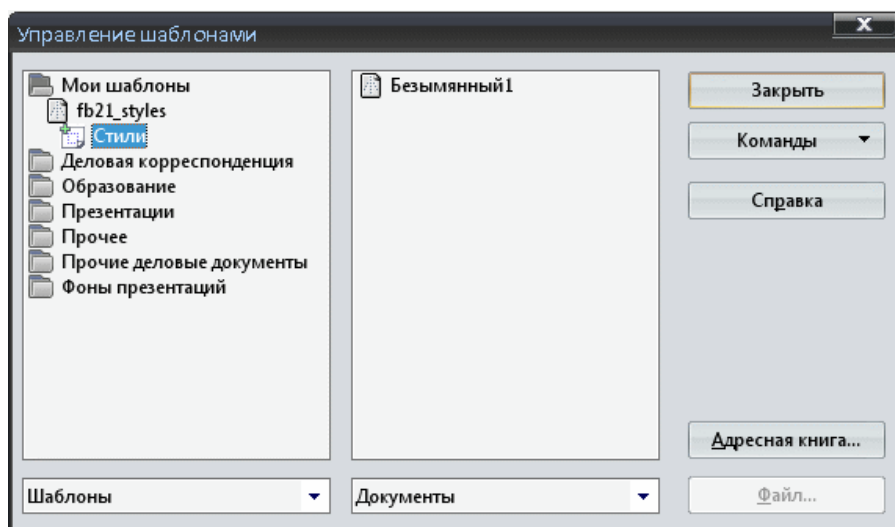 Управление шаблонами
Мои шаблоны
fb21_styles
Стили
Деловая корреспонденция
Образование
Презентации
Прочее
Прочие деловые документы
Фоны презентаций
Шаблоны
Безымянный1
Документы
Закрыть
Команды
Справка
Адресная книга...
Файл...